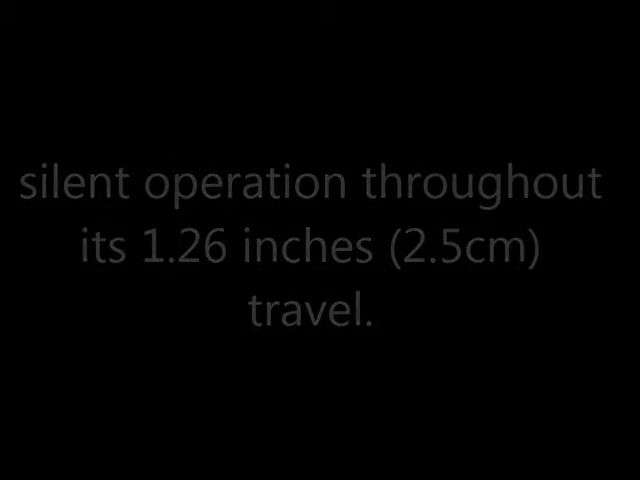 silent operation throughout
its 1.26 inches (2.5cm)
travel.